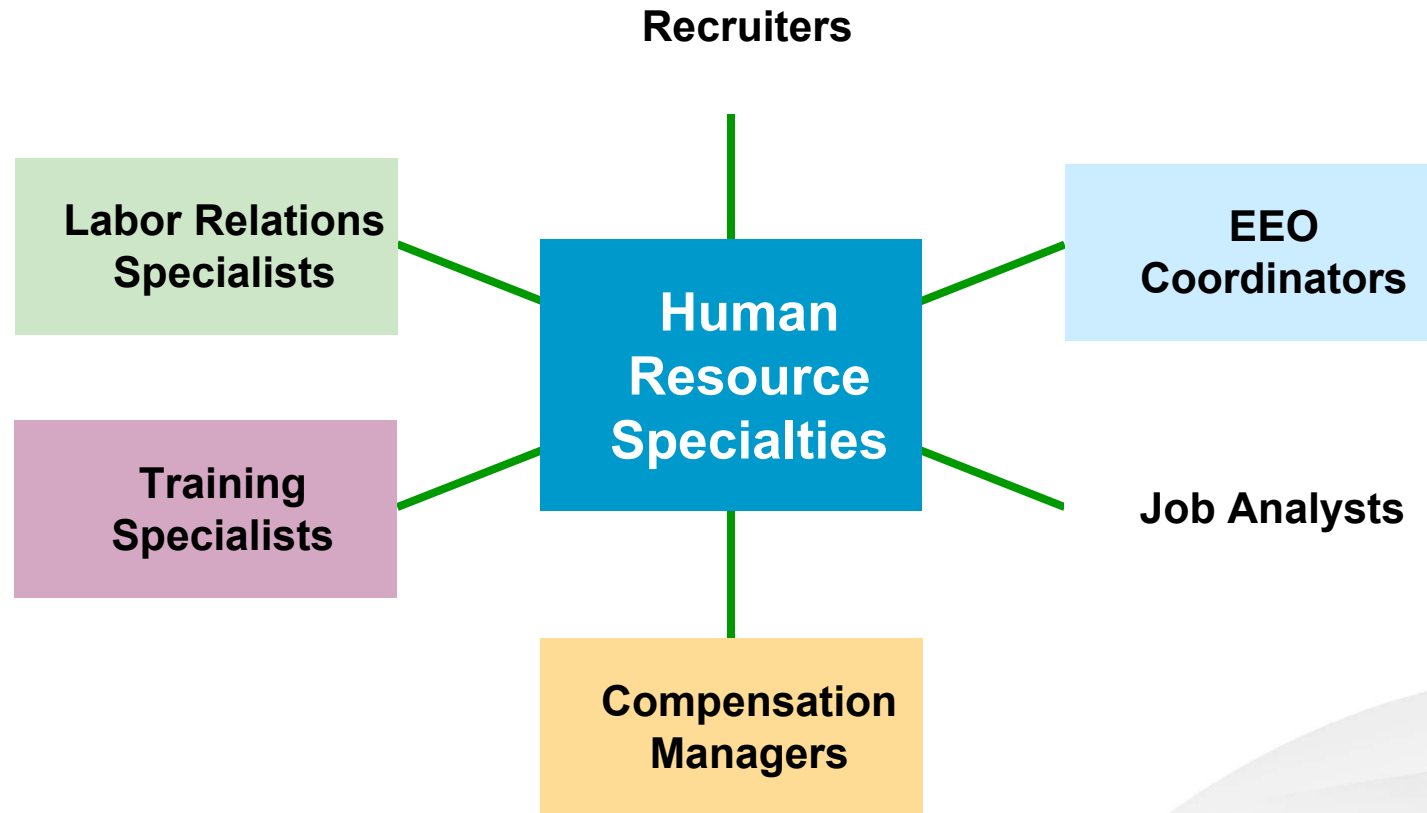 Recruiters
Labor Relations
Specialists
EEO
Coordinators
Human
Resource
Specialties
Training
Specialists
Job Analysts
Compensation
Managers